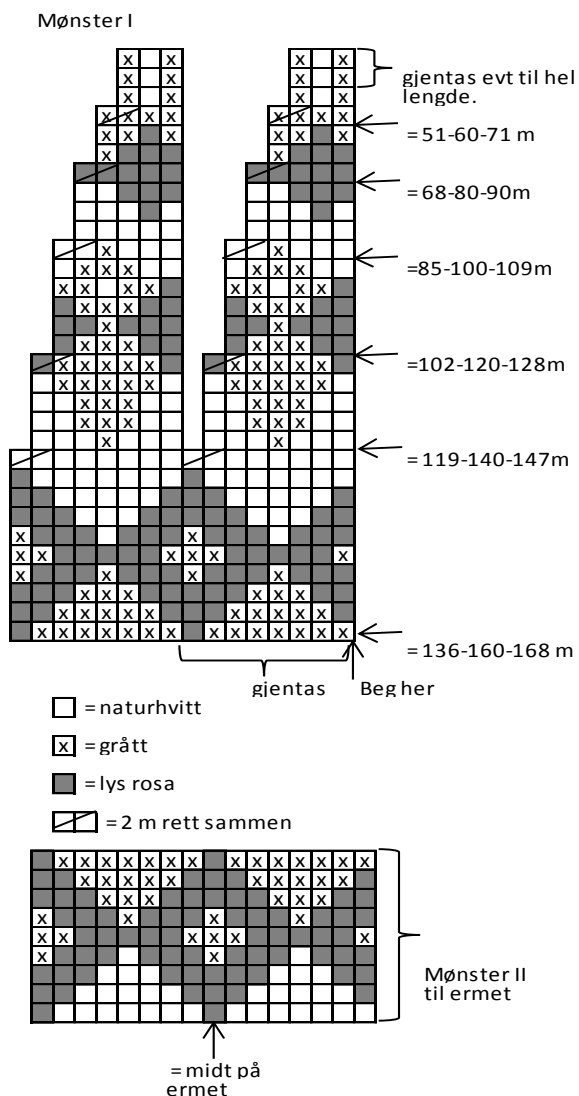 Mønster I
gjentas evt til hel
lengde.
= 51-60-71 m
= 68-80-90m
=85-100-109m
=102-120-128m
= 119-140-147m
= 136-160-168 m
gjentas
Beg her
= naturhvitt
x = grått
= lys rosa
= 2 m rett sammen
Mønster II
til ermet
= midt på
ermet